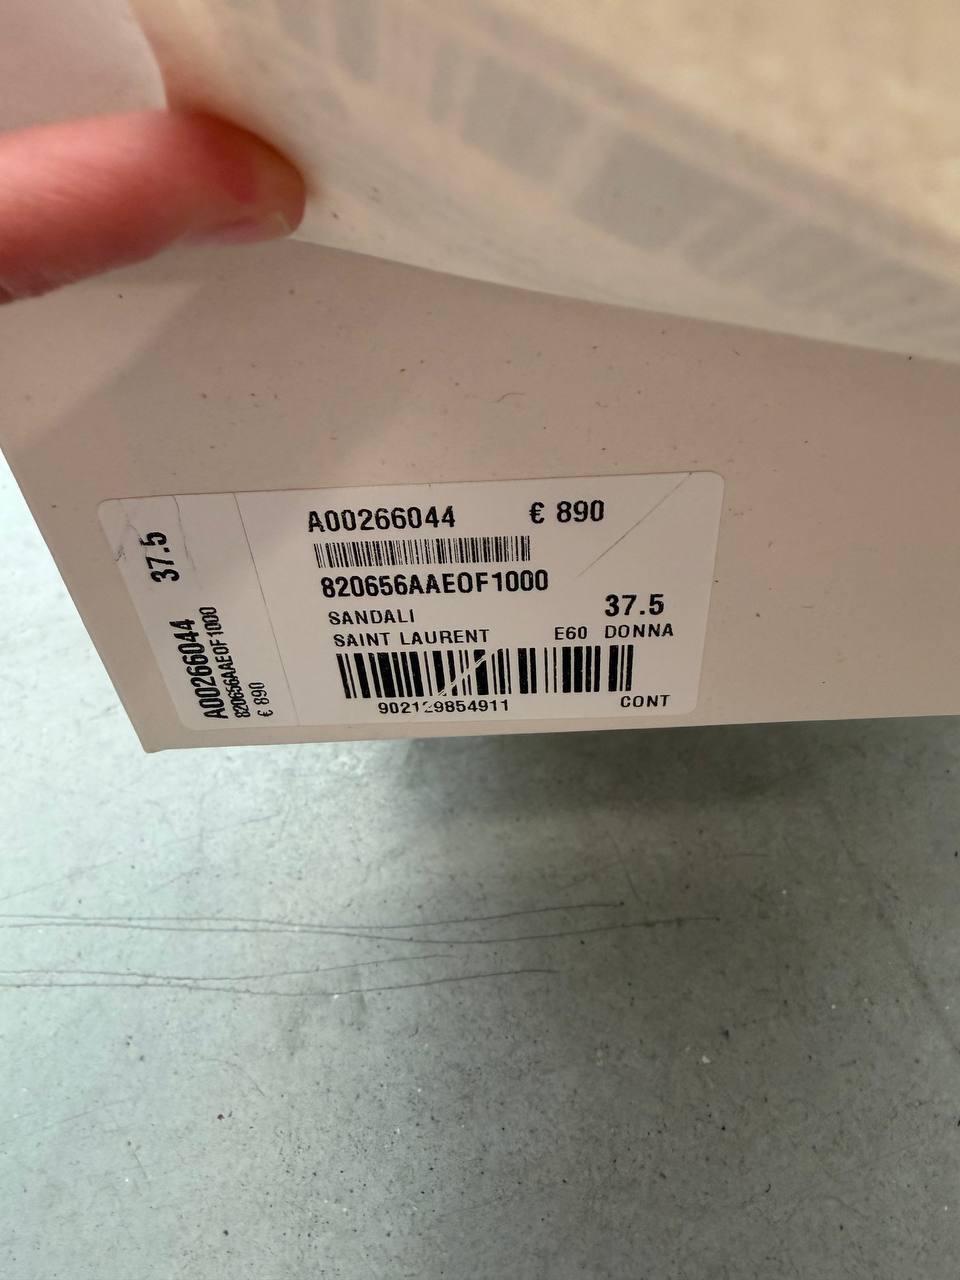 A00266044 € 890
820656AAEOF1000
SANDALI 37.5
SAINT LAURENT E60 DONNA
902129854911 CONT
37.5
A00266044
820656AAEOF1000
€ 890